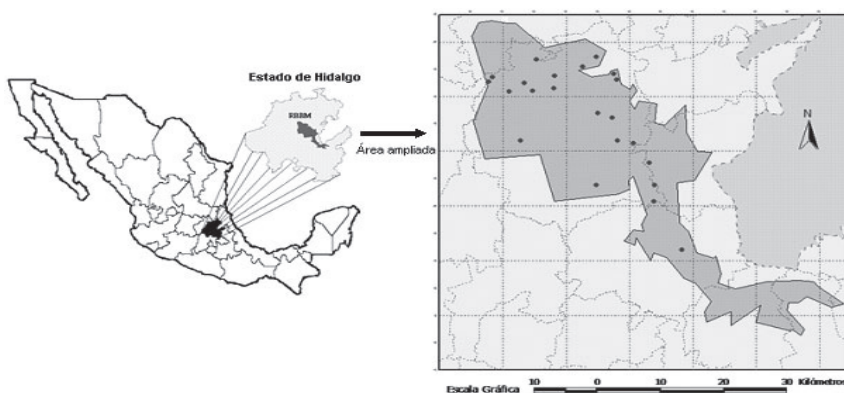 Estado de Hidalgo
RBBM
Área ampliada
N
Escala Gráfica 10 0 10 20 30 Kilómetros